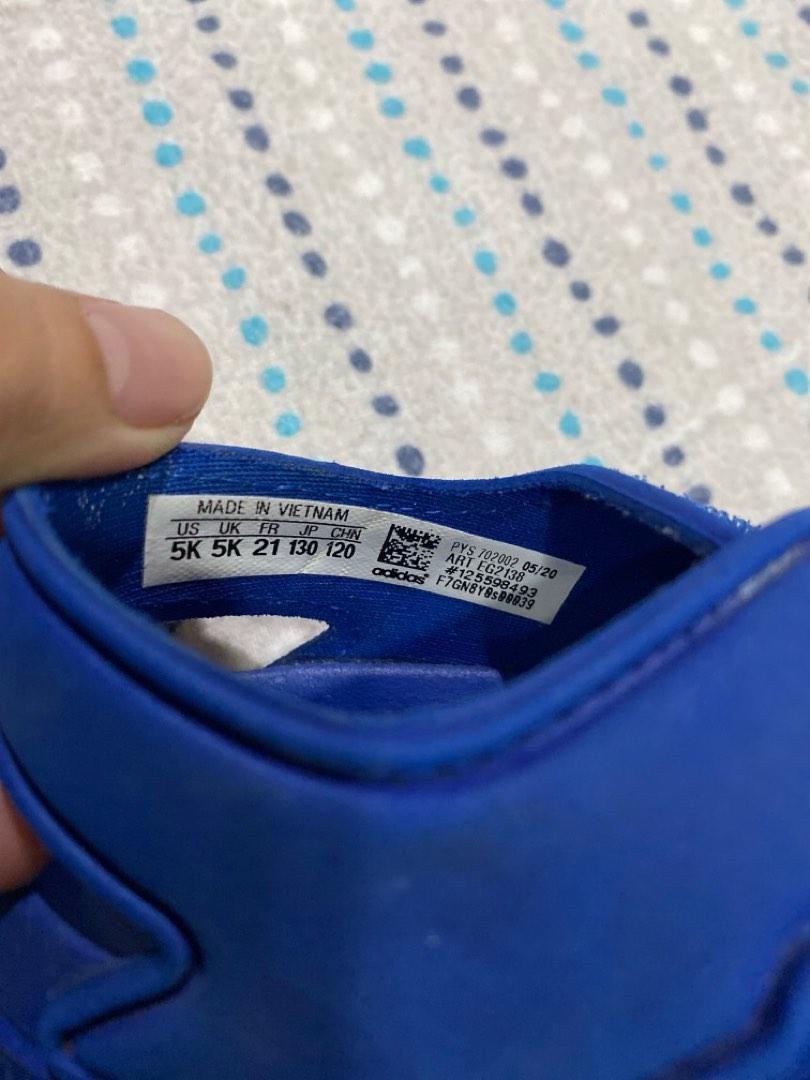 MADE IN VIETNAM
US UK FR JP CHN
5K 5K 21 130 120
adidas
PYS 702002 05/20
ART EG2138
#125598493